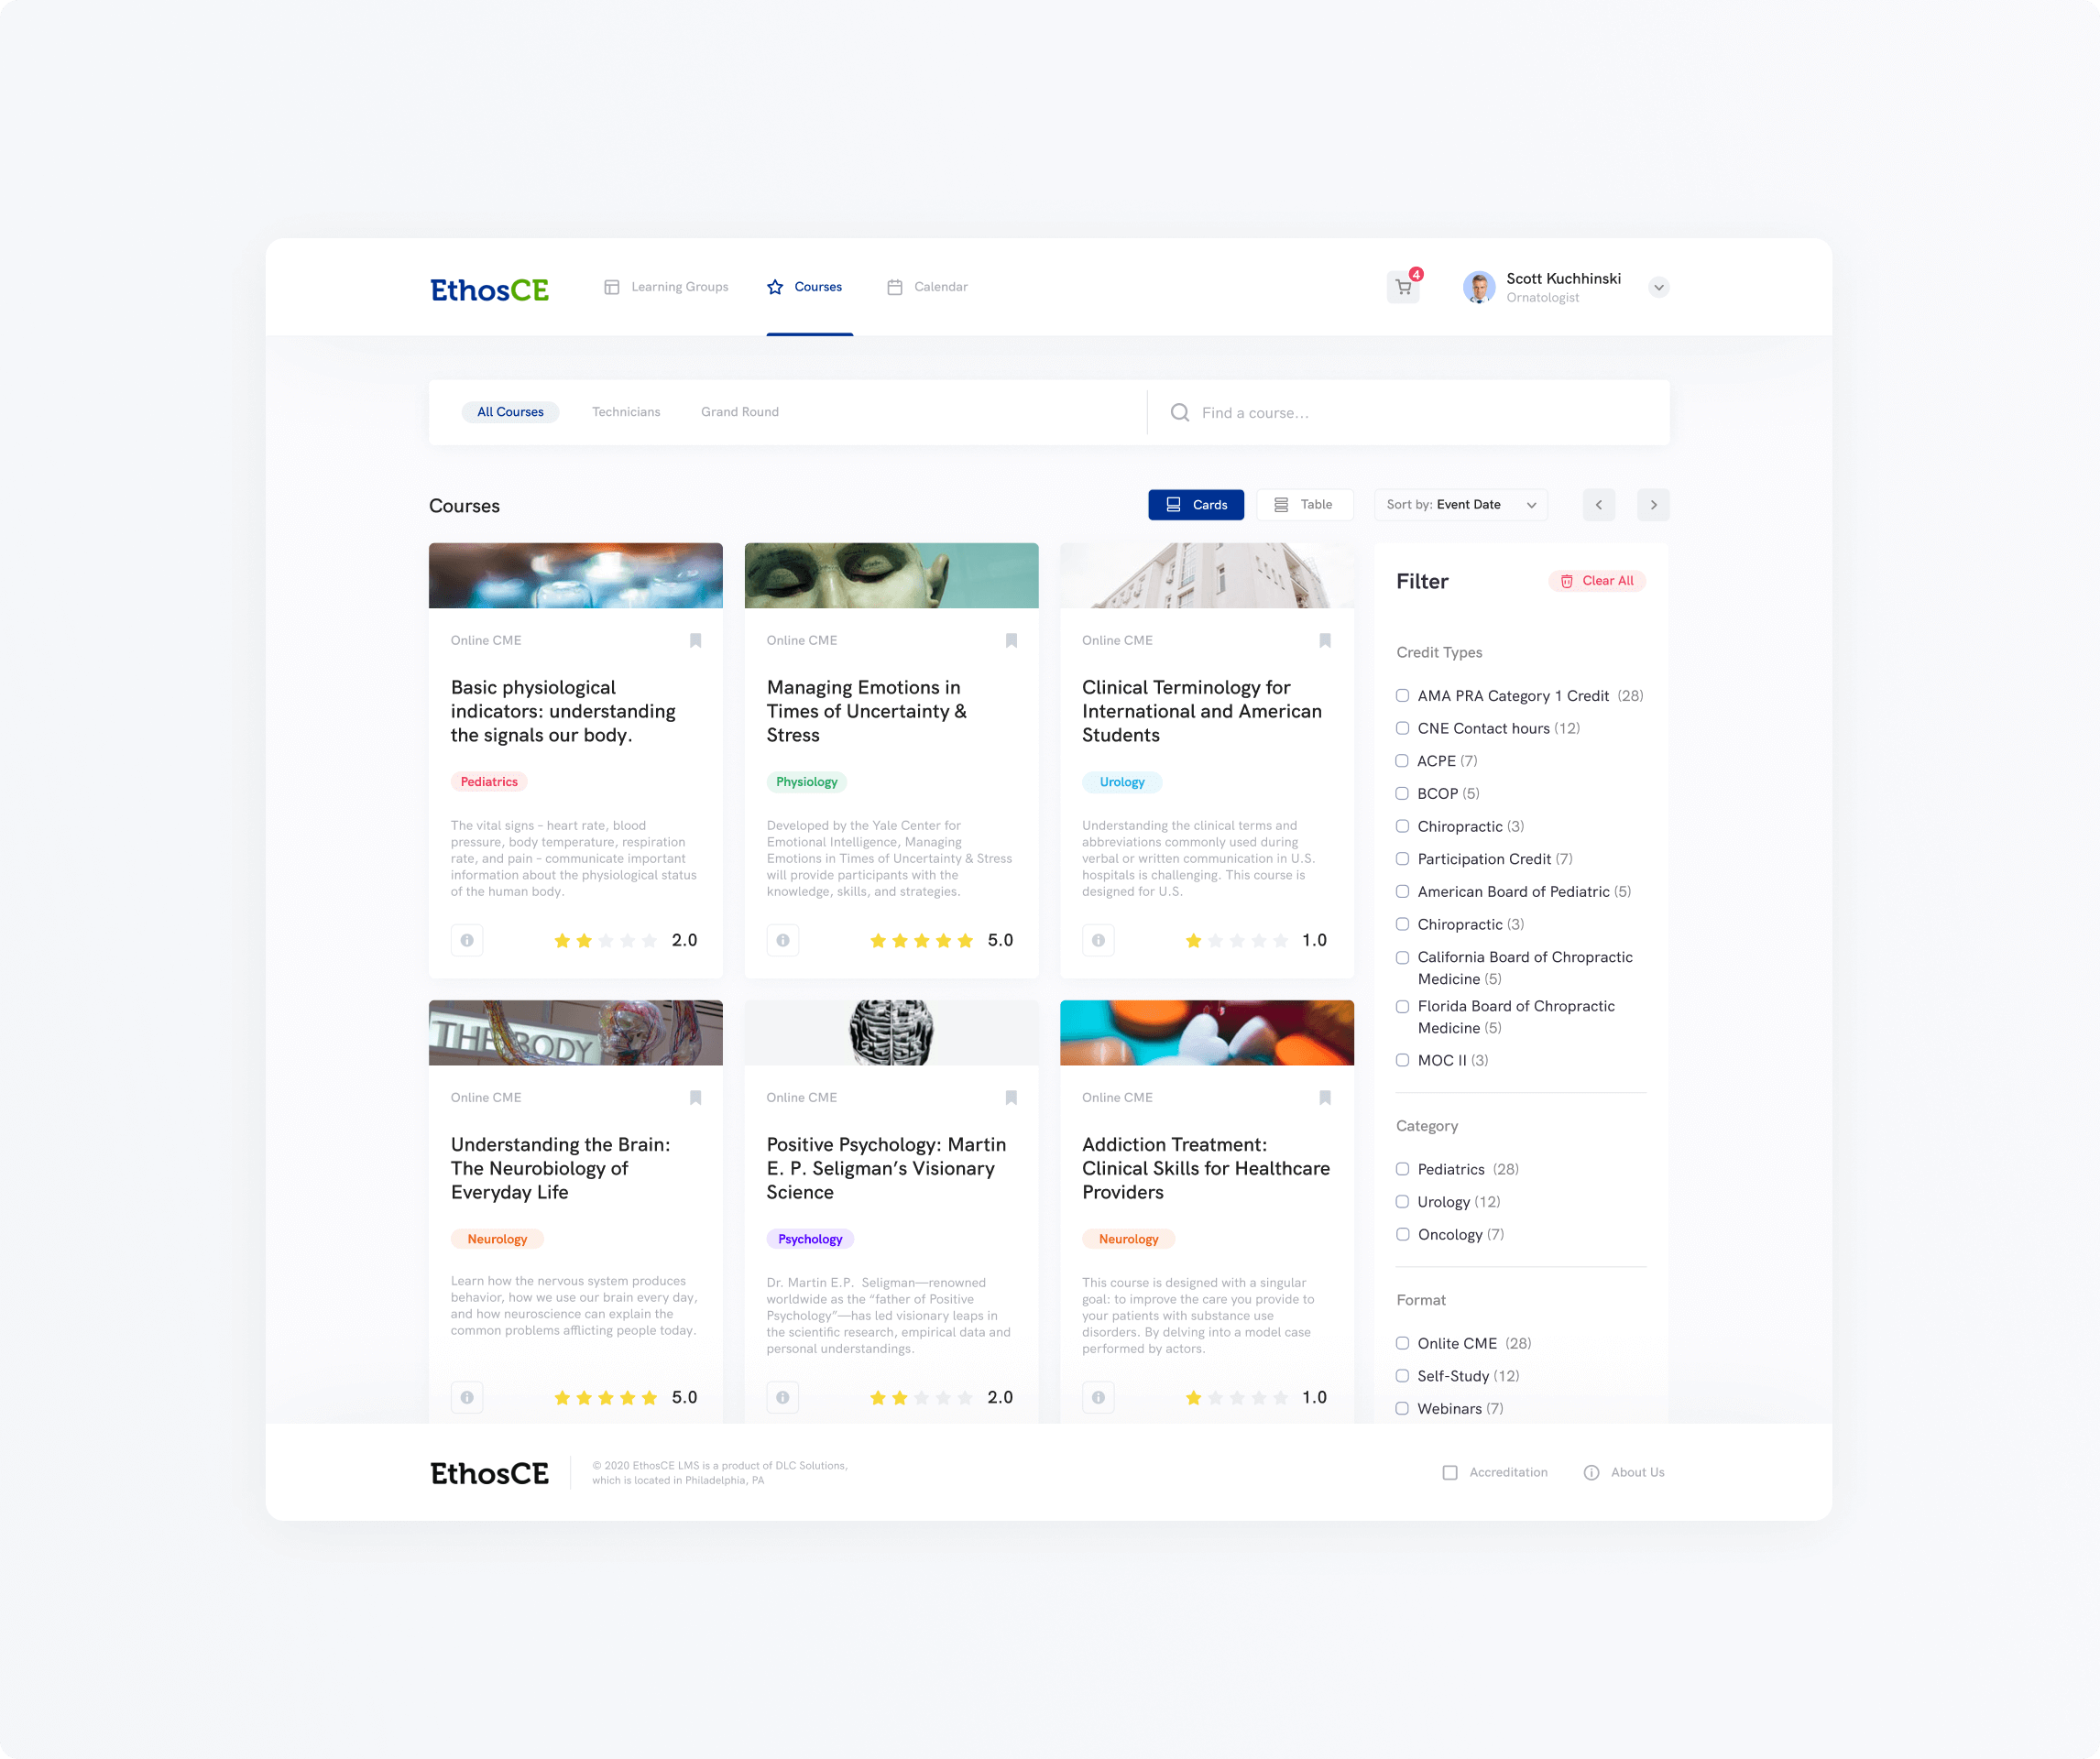 EthosCE
Learning Groups
Courses
Calendar
4
Scott Kuchhinski
Ornatologist
All Courses
Technicians
Grand Round
Find a course...
Courses
Cards
Table
Sort by: Event Date
Online CME
Basic physiological
indicators: understanding
the signals our body.
Pediatrics
The vital signs – heart rate, blood
pressure, body temperature, respiration
rate, and pain – communicate important
information about the physiological status
of the human body.
2.0
Online CME
Managing Emotions in
Times of Uncertainty &
Stress
Physiology
Developed by the Yale Center for
Emotional Intelligence, Managing
Emotions in Times of Uncertainty & Stress
will provide participants with the
knowledge, skills, and strategies.
5.0
Online CME
Clinical Terminology for
International and American
Students
Urology
Understanding the clinical terms and
abbreviations commonly used during
verbal or written communication in U.S.
hospitals is challenging. This course is
designed for U.S.
1.0
THE BODY
Online CME
Understanding the Brain:
The Neurobiology of
Everyday Life
Neurology
Learn how the nervous system produces
behavior, how we use our brain every day,
and how neuroscience can explain the
common problems afflicting people today.
5.0
Online CME
Positive Psychology: Martin
E. P. Seligman’s Visionary
Science
Psychology
Dr. Martin E.P. Seligman—renowned
worldwide as the “father of Positive
Psychology”—has led visionary leaps in
the scientific research, empirical data and
personal understandings.
2.0
Online CME
Addiction Treatment:
Clinical Skills for Healthcare
Providers
Neurology
This course is designed with a singular
goal: to improve the care you provide to
your patients with substance use
disorders. By delving into a model case
performed by actors.
1.0
Filter
Clear All
Credit Types
AMA PRA Category 1 Credit (28)
CNE Contact hours (12)
ACPE (7)
BCOP (5)
Chiropractic (3)
Participation Credit (7)
American Board of Pediatric (5)
Chiropractic (3)
California Board of Chropractic
Medicine (5)
Florida Board of Chropractic
Medicine (5)
MOC II (3)
Category
Pediatrics (28)
Urology (12)
Oncology (7)
Format
Onlite CME (28)
Self-Study (12)
Webinars (7)
EthosCE
© 2020 EthosCE LMS is a product of DLC Solutions,
which is located in Philadelphia, PA
Accreditation
About Us